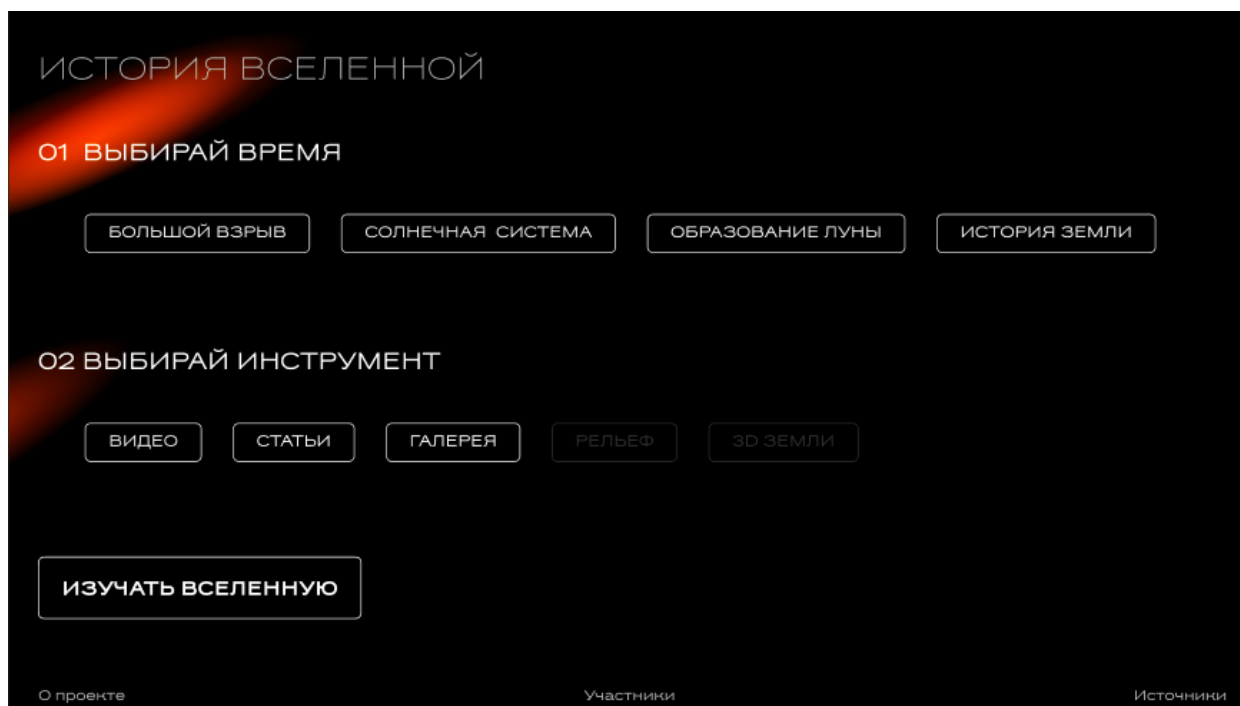 ИСТОРИЯ ВСЕЛЕННОЙ
01 ВЫБИРАЙ ВРЕМЯ
БОЛЬШОЙ ВЗРЫВ СОЛНЕЧНАЯ СИСТЕМА ОБРАЗОВАНИЕ ЛУНЫ ИСТОРИЯ ЗЕМЛИ
02 ВЫБИРАЙ ИНСТРУМЕНТ
ВИДЕО СТАТЬИ ГАЛЕРЕЯ РЕЛЬЕФ 3D ЗЕМЛИ
ИЗУЧАТЬ ВСЕЛЕННУЮ
О проекте Участники Источники